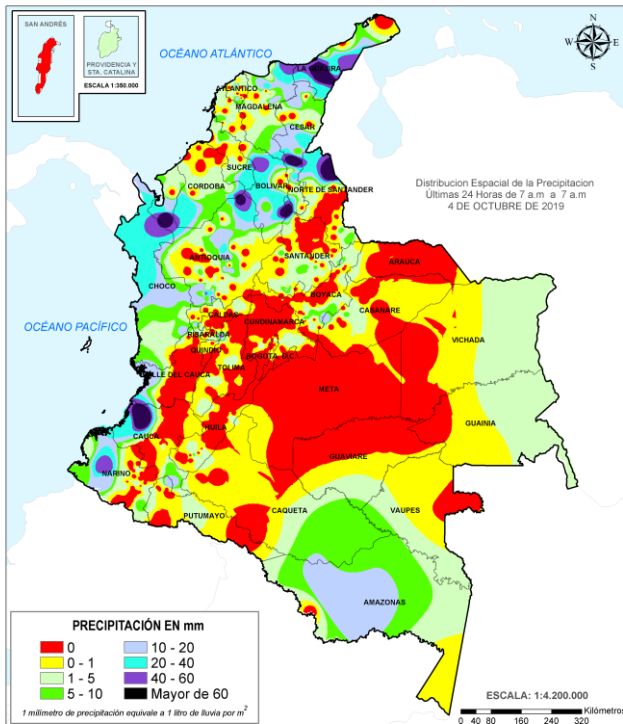 SAN ANDRÉS
PROVIDENCIA Y
STA. CATALINA
ESCALA 1:350.000
OCÉANO ATLÁNTICO
N
W E
S
LA GUAJIRA
ATLANTICO
MAGDALENA
CESAR
SUCRE
CORDOBA
BOLIVAR
NORTE DE SANTANDER
Distribucion Espacial de la Precipitacion
Últimas 24 Horas de 7 a.m a 7 a.m
4 DE OCTUBRE DE 2019
ANTIOQUIA
SANTANDER
ARAUCA
CHOCO
BOYACA
CASANARE
OCÉANO PACÍFICO
CALDAS
CUNDINAMARCA
RISARALDA
VICHADA
QUINDIO
BOGOTA, D.C.
TOLIMA
VALLE DEL CAUCA
META
GUAINIA
HUILA
CAUCA
GUAVIARE
NARIÑO
PUTUMAYO
CAQUETA
VAUPES
AMAZONAS
PRECIPITACIÓN EN mm
0 10 - 20
0 - 1 20 - 40
1 - 5 40 - 60
5 - 10 Mayor de 60
1 milímetro de precipitación equivale a 1 litro de lluvia por m²
ESCALA: 1:4.200.000
Kilómetros
0 40 80 160 240 320